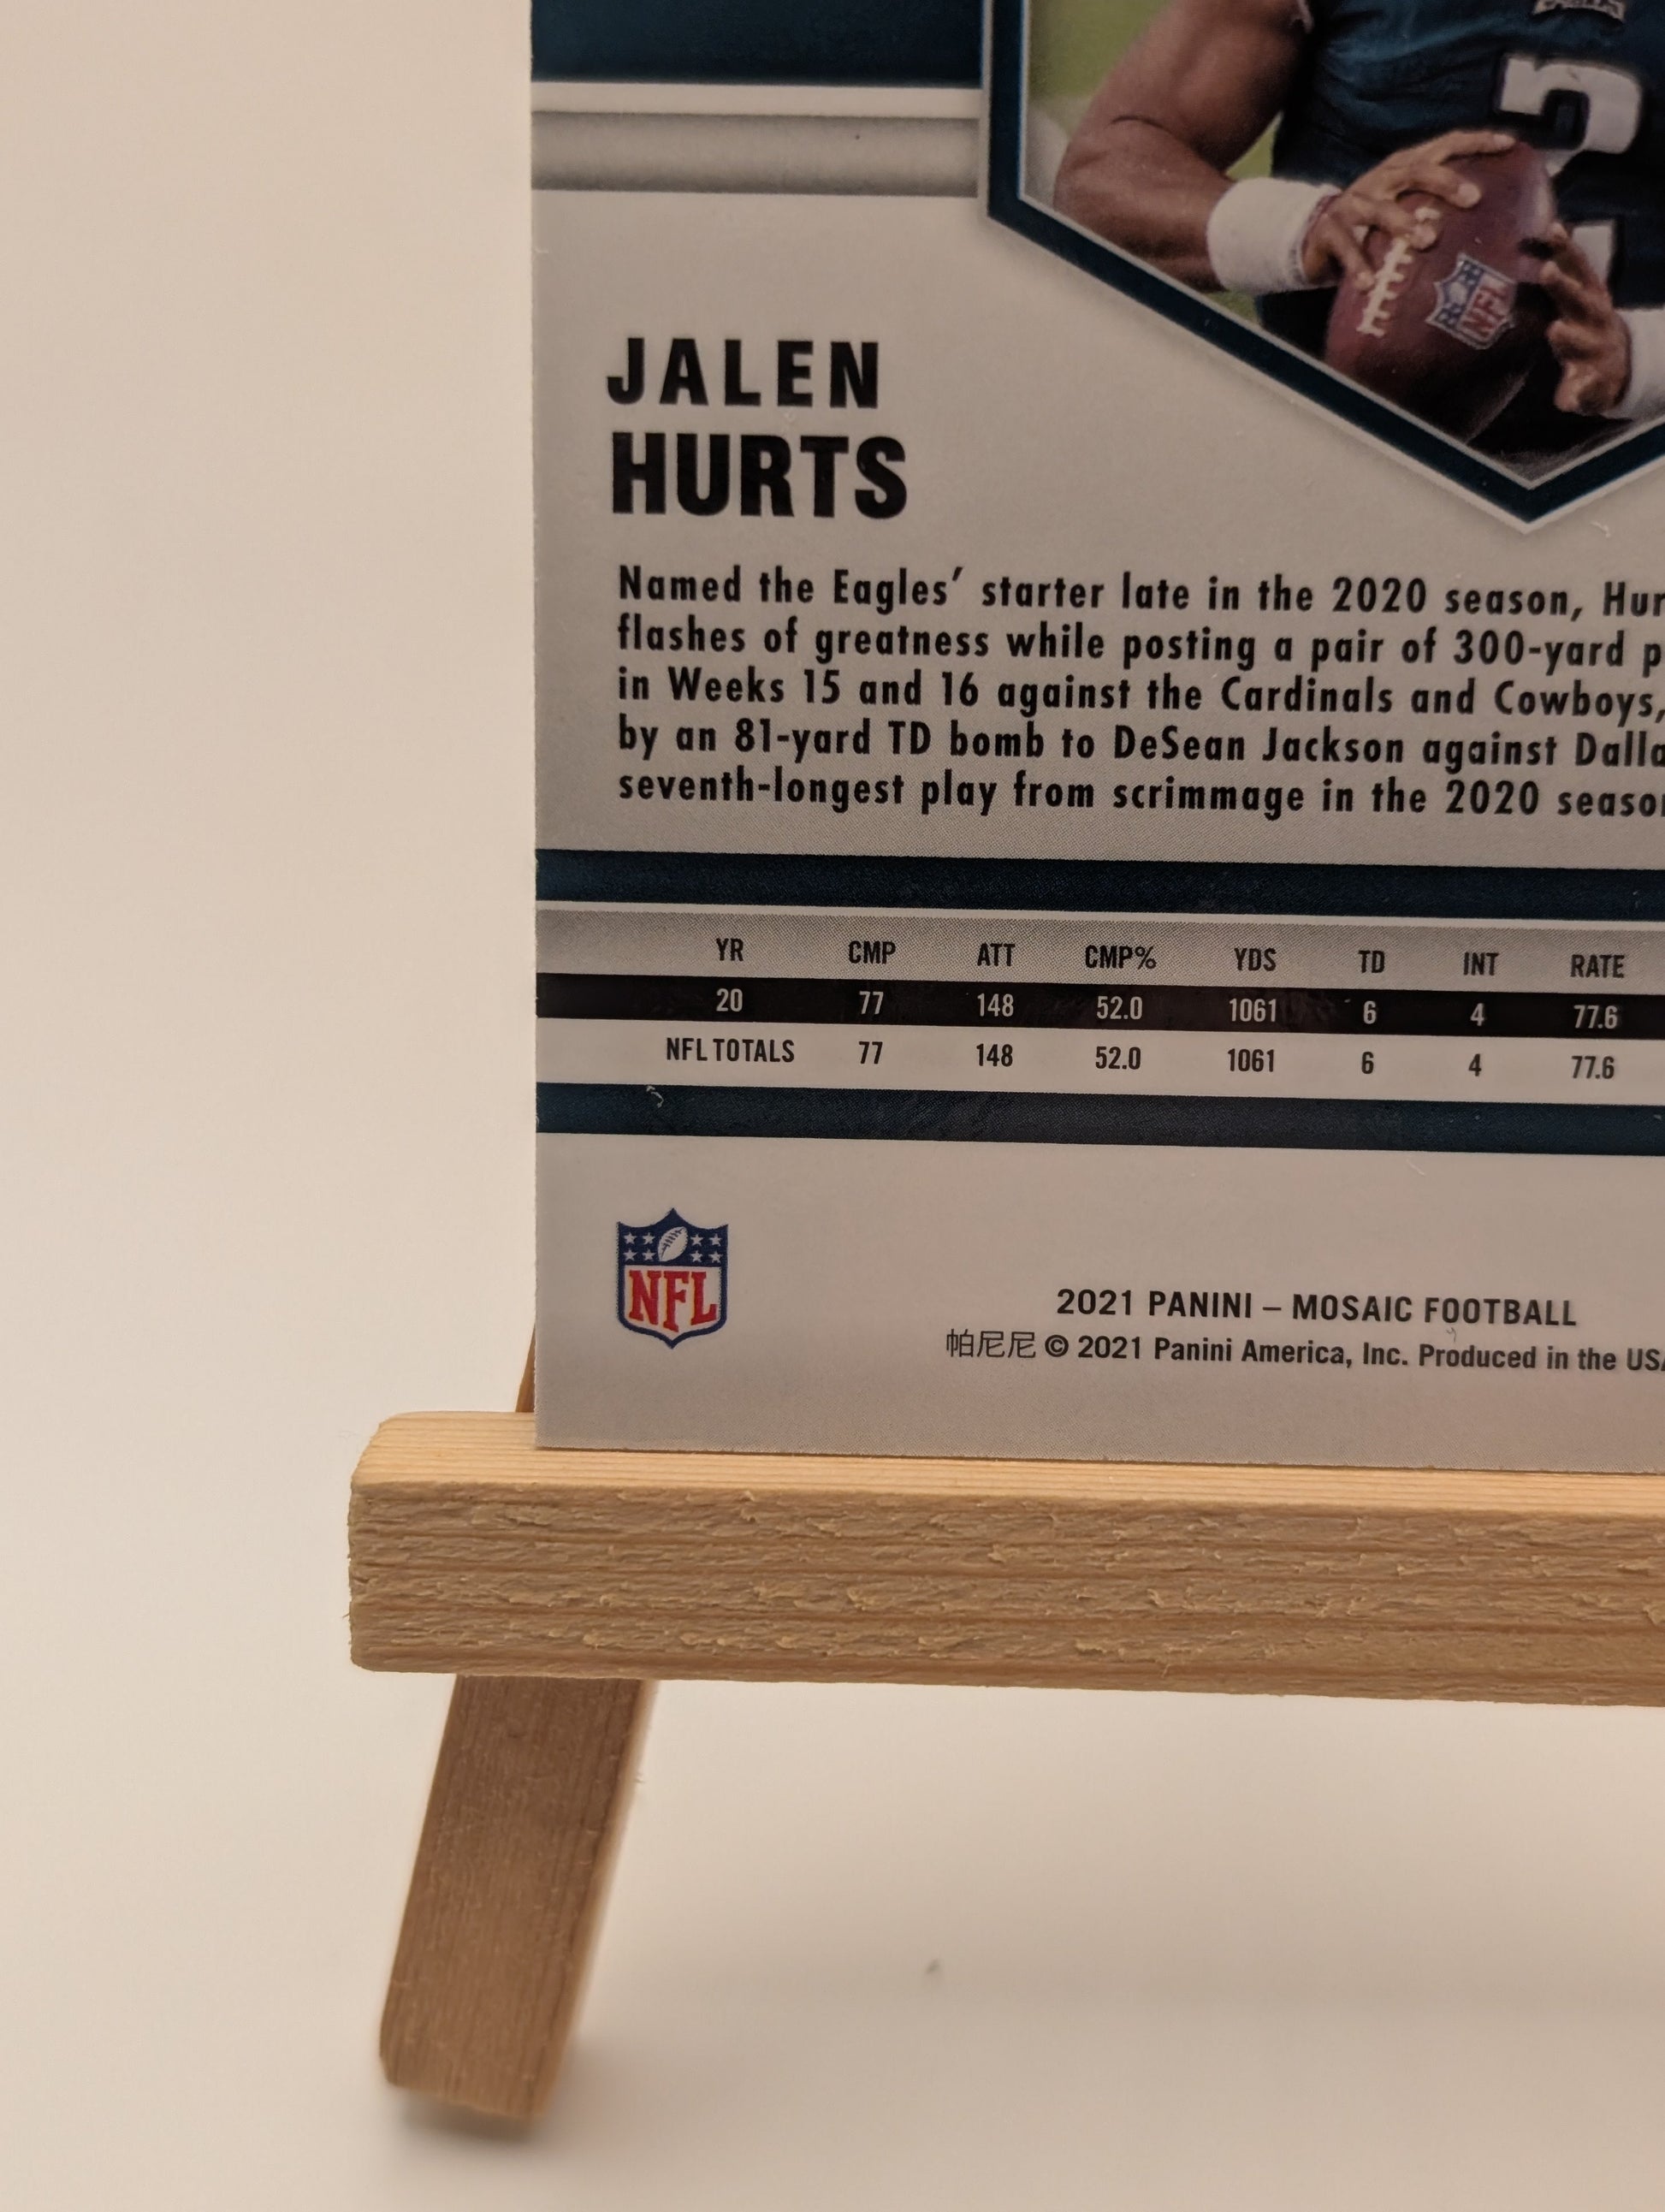 JALEN
HURTS
Named the Eagles' starter late in the 2020 season,
flashes of greatness while posting a pair of 300-yard
in Weeks 15 and 16 against the Cardinals and Cowboys,
by an 81-yard TD bomb to DeSean Jackson against
seventh-longest play from scrimmage in the 2020
YR CMP ATT CMP% YDS TD INT RATE
20 77 148 52.0 1061 6 4 77.6
NFL TOTALS 77 148 52.0 1061 6 4 77.6
NFL
2021 PANINI – MOSAIC FOOTBALL
帕尼尼 © 2021 Panini America, Inc. Produced in the USA
NFL